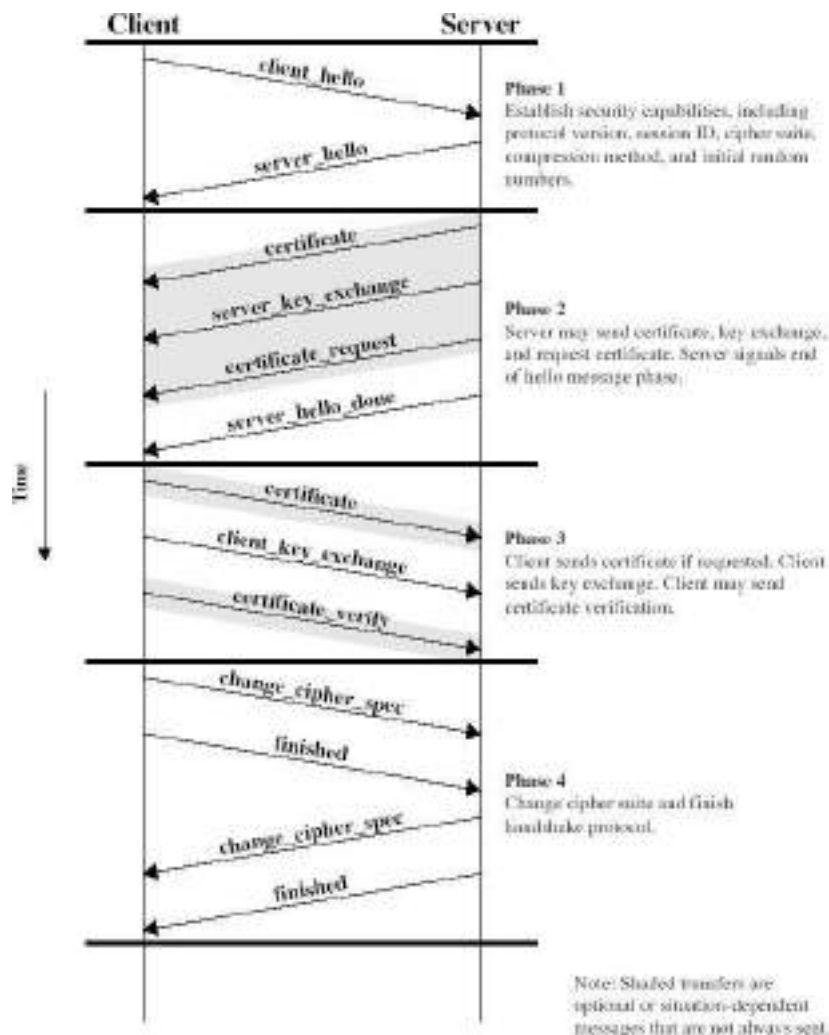 Client
Server
client_hello
server_hello
Phase 1
Establish security capabilities, including
protocol version, session ID, cipher suite,
compression method, and initial random
numbers.
certificate
server_key_exchange
certificate_request
server_hello_done
Phase 2
Server may send certificate, key exchange,
and request certificate. Server signals end
of hello message phase.
Time
certificate
client_key_exchange
certificate_verify
Phase 3
Client sends certificate if requested. Client
sends key exchange. Client may send
certificate verification.
change_cipher_spec
finished
change_cipher_spec
finished
Phase 4
Change cipher suite and finish
handshake protocol.
Note: Shaded transfers are
optional or situation-dependent
messages that are not always sent